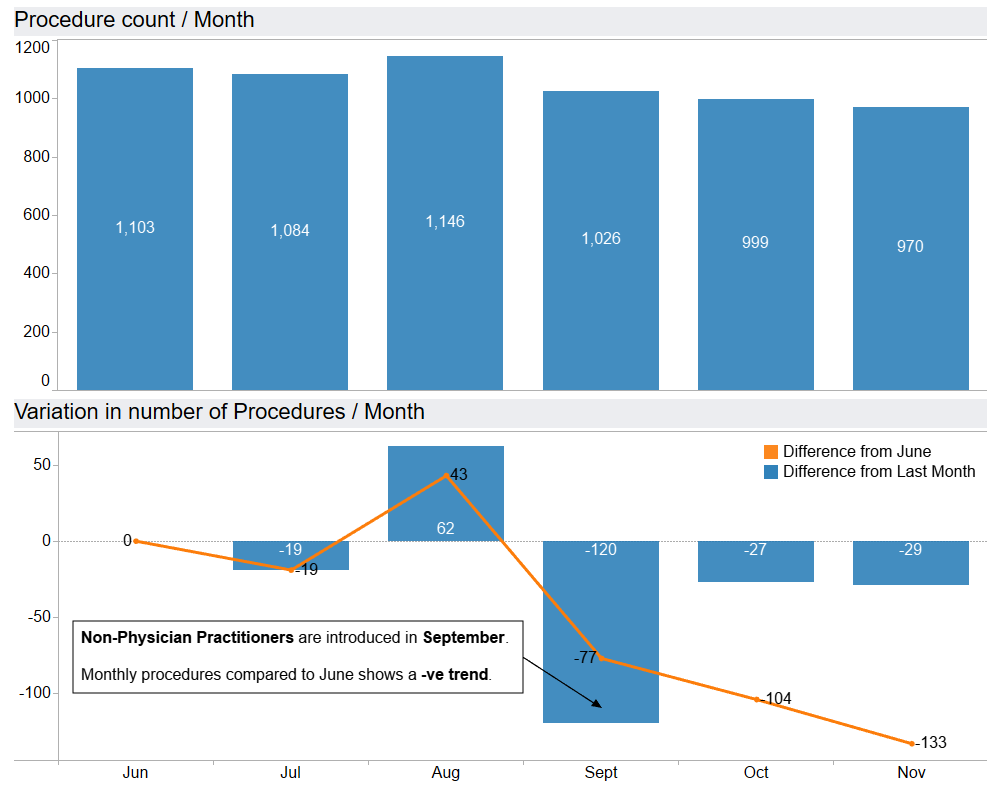 Procedure count / Month
1200
1000
800
600
400
200
0
1,103
1,084
1,146
1,026
999
970
Variation in number of Procedures / Month
Difference from June
Difference from Last Month
50
0
-50
-100
0
-19
-19
43
62
-120
-77
-27
-104
-29
-133
Non-Physician Practitioners are introduced in September.
Monthly procedures compared to June shows a -ve trend.
Jun
Jul
Aug
Sept
Oct
Nov